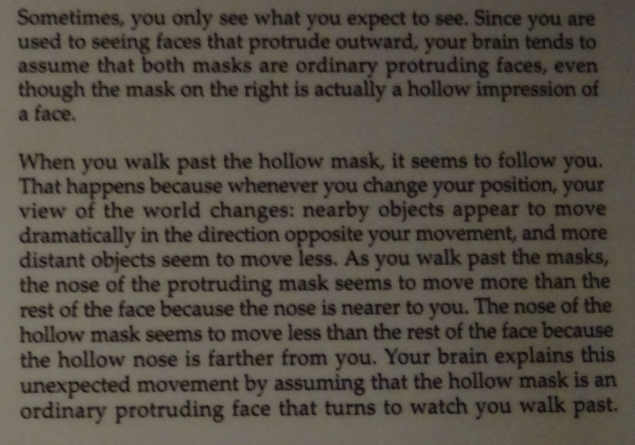 Sometimes, you only see what you expect to see. Since you are
used to seeing faces that protrude outward, your brain tends to
assume that both masks are ordinary protruding faces, even
though the mask on the right is actually a hollow impression of
a face.
When you walk past the hollow mask, it seems to follow you.
That happens because whenever you change your position, your
view of the world changes: nearby objects appear to move
dramatically in the direction opposite your movement, and more
distant objects seem to move less. As you walk past the masks,
the nose of the protruding mask seems to move more than the
rest of the face because the nose is nearer to you. The nose of the
hollow mask seems to move less than the rest of the face because
the hollow nose is farther from you. Your brain explains this
unexpected movement by assuming that the hollow mask is an
ordinary protruding face that turns to watch you walk past.